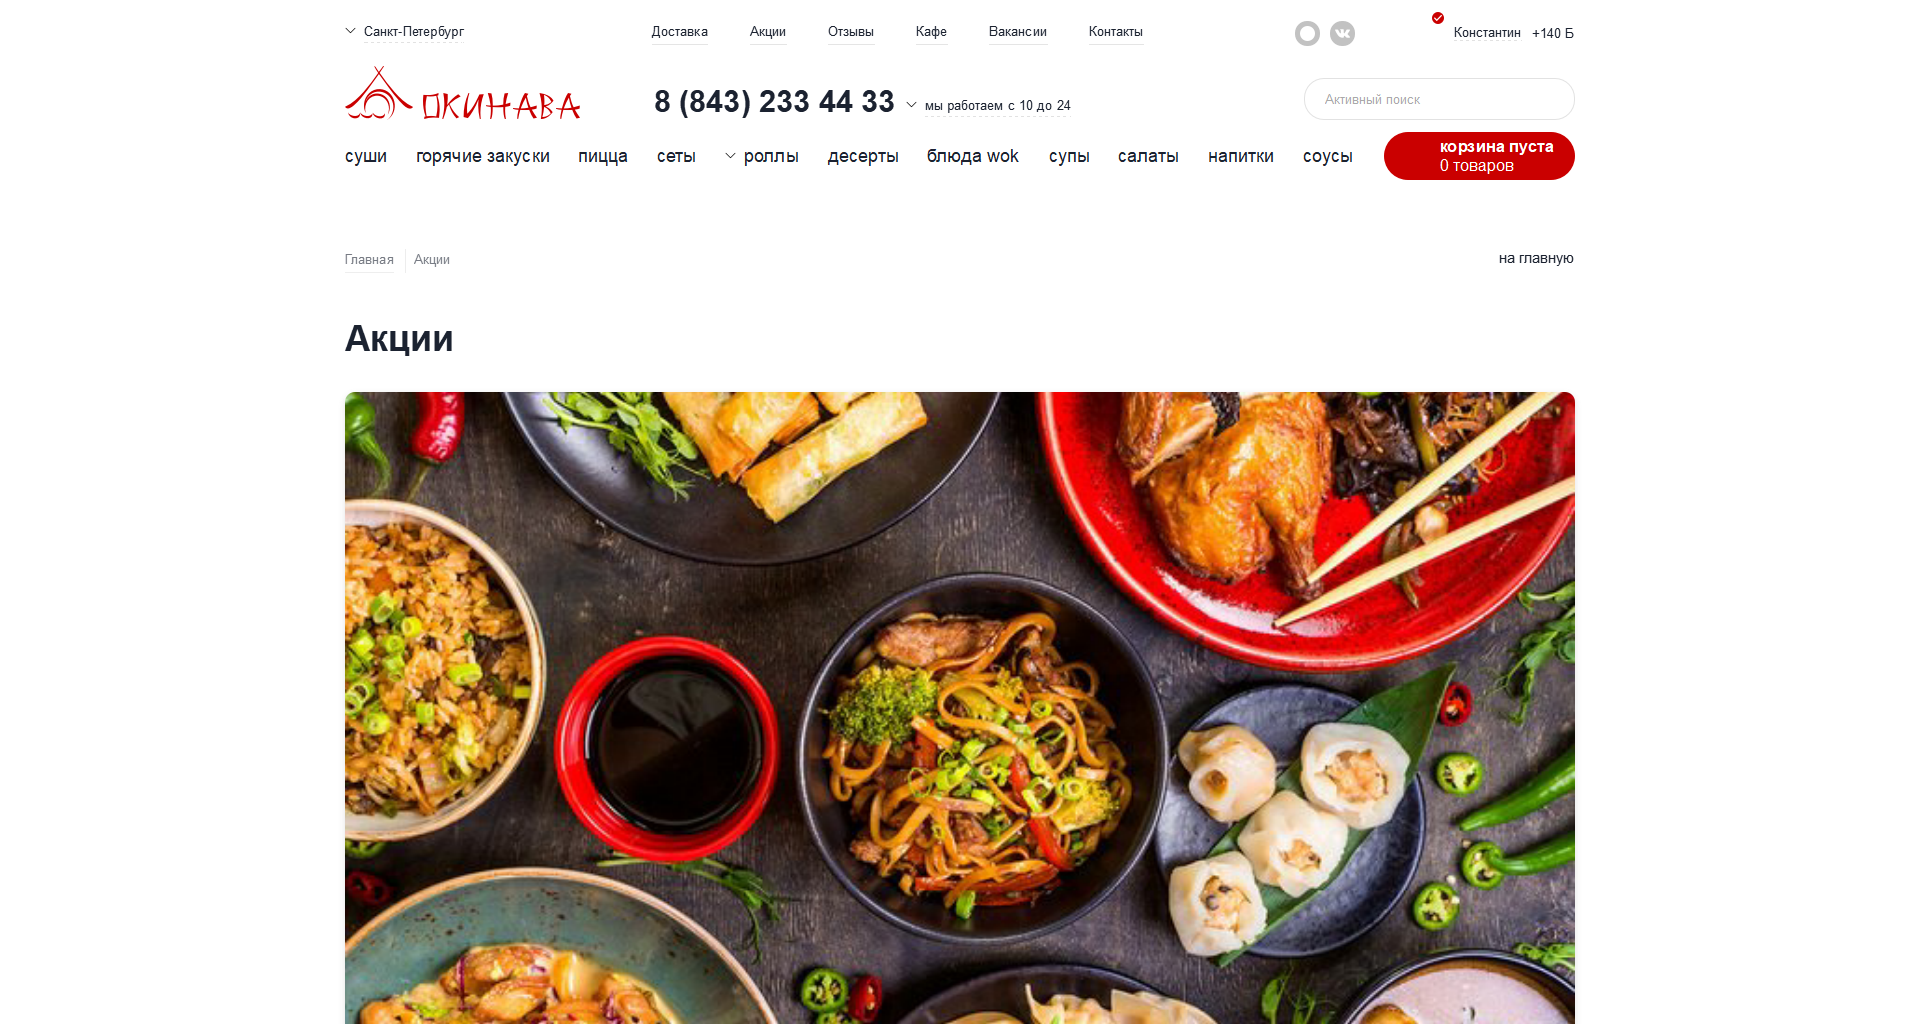 Санкт-Петербург
Доставка Акции Отзывы Кафе Вакансии Контакты
Константин +140 Б
ОКИНАВА
8 (843) 233 44 33 мы работаем с 10 до 24
Активный поиск
суши горячие закуски пицца сеты роллы десерты блюда wok супы салаты напитки соусы
корзина пуста
0 товаров
Главная Акции
на главную
Акции